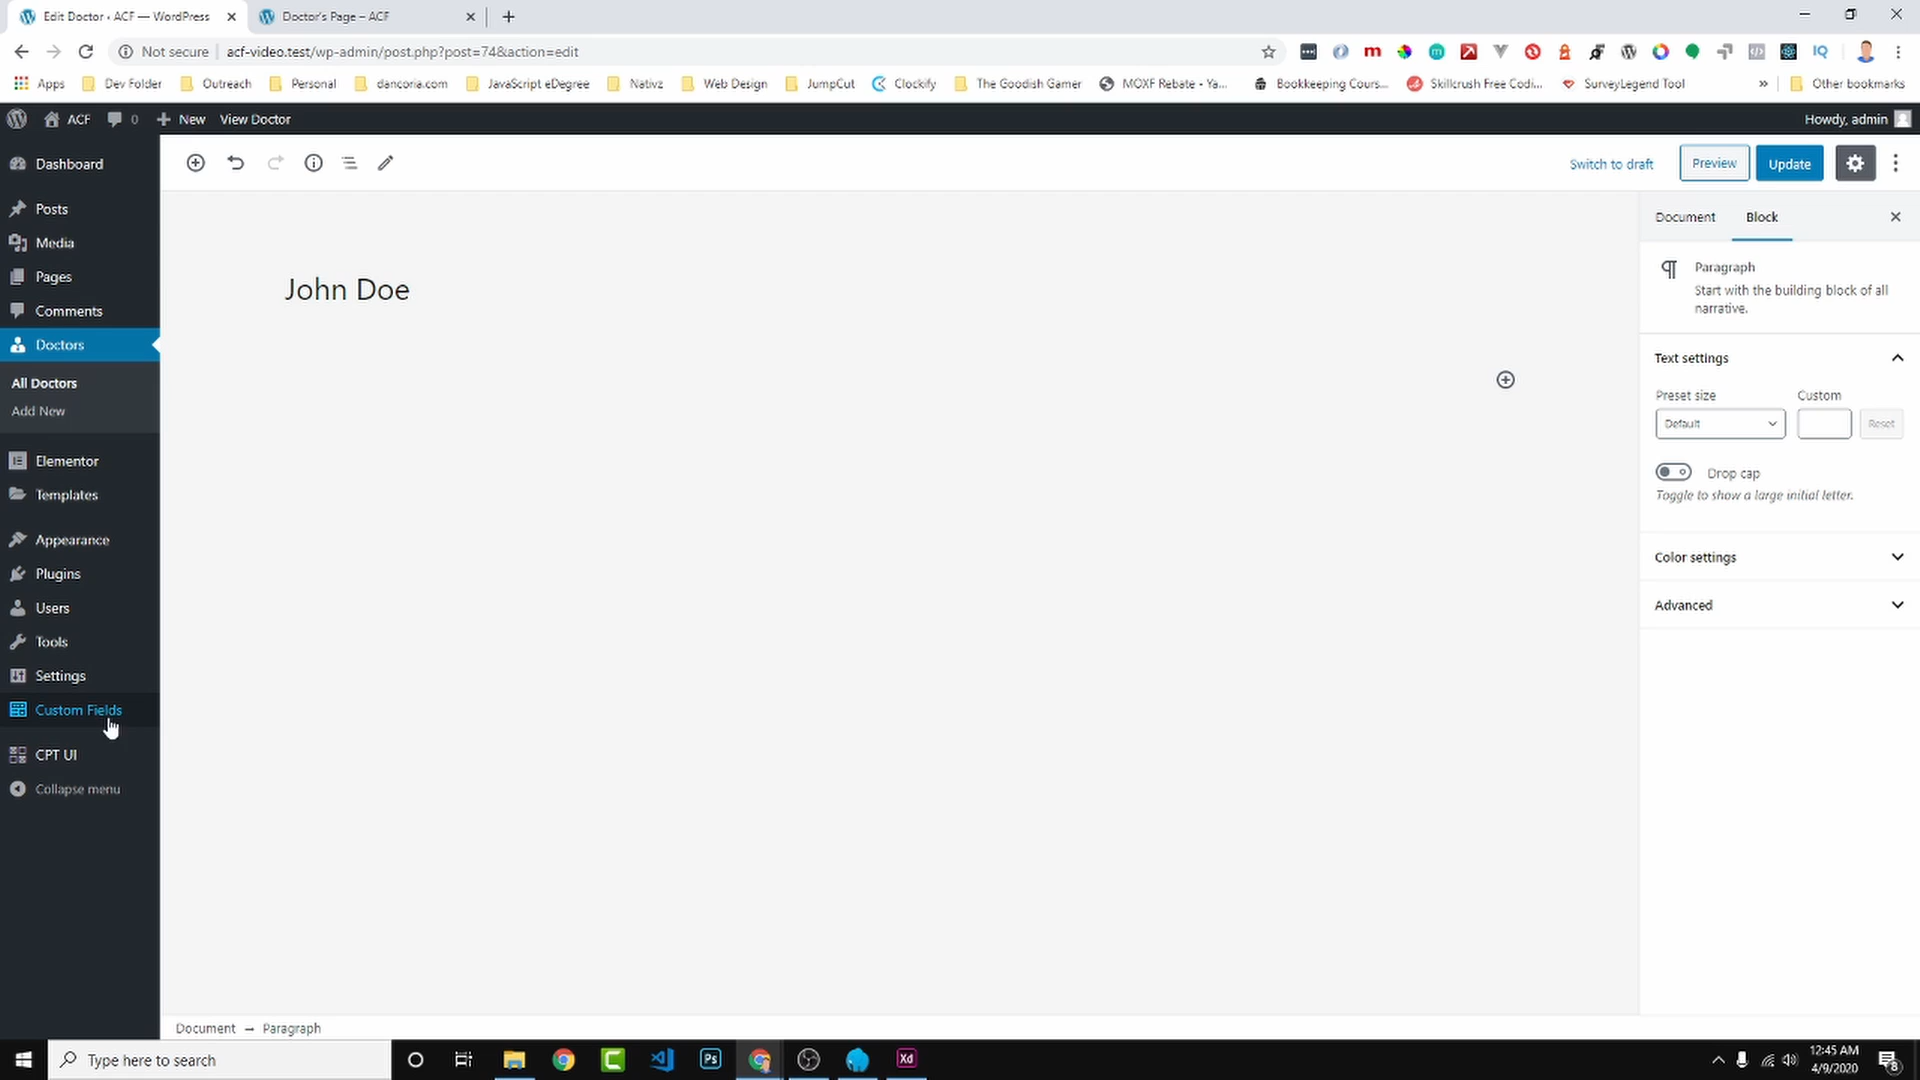 Edit Doctor ‹ ACF — WordPress
Doctor's Page – ACF
Not secure
acf-video.test/wp-admin/post.php?post=74&action=edit
IQ
Apps
Dev Folder
Outreach
Personal
dancoria.com
JavaScript eDegree
Nativz
Web Design
JumpCut
Clockify
The Goodish Gamer
MOXF Rebate - Ya...
Bookkeeping Cours...
Skillcrush Free Codi...
SurveyLegend Tool
»
Other bookmarks
ACF
0
New
View Doctor
Howdy, admin
Dashboard
Posts
Media
Pages
Comments
Doctors
All Doctors
Add New
Elementor
Templates
Appearance
Plugins
Users
Tools
Settings
Custom Fields
CPT UI
Collapse menu
Switch to draft
Preview
Update
John Doe
Document
Block
Paragraph
Start with the building block of all
narrative.
Text settings
Preset size
Custom
Default
Reset
Drop cap
Toggle to show a large initial letter.
Color settings
Advanced
Document → Paragraph
Type here to search
Ps
Xd
12:45 AM
4/9/2020
8